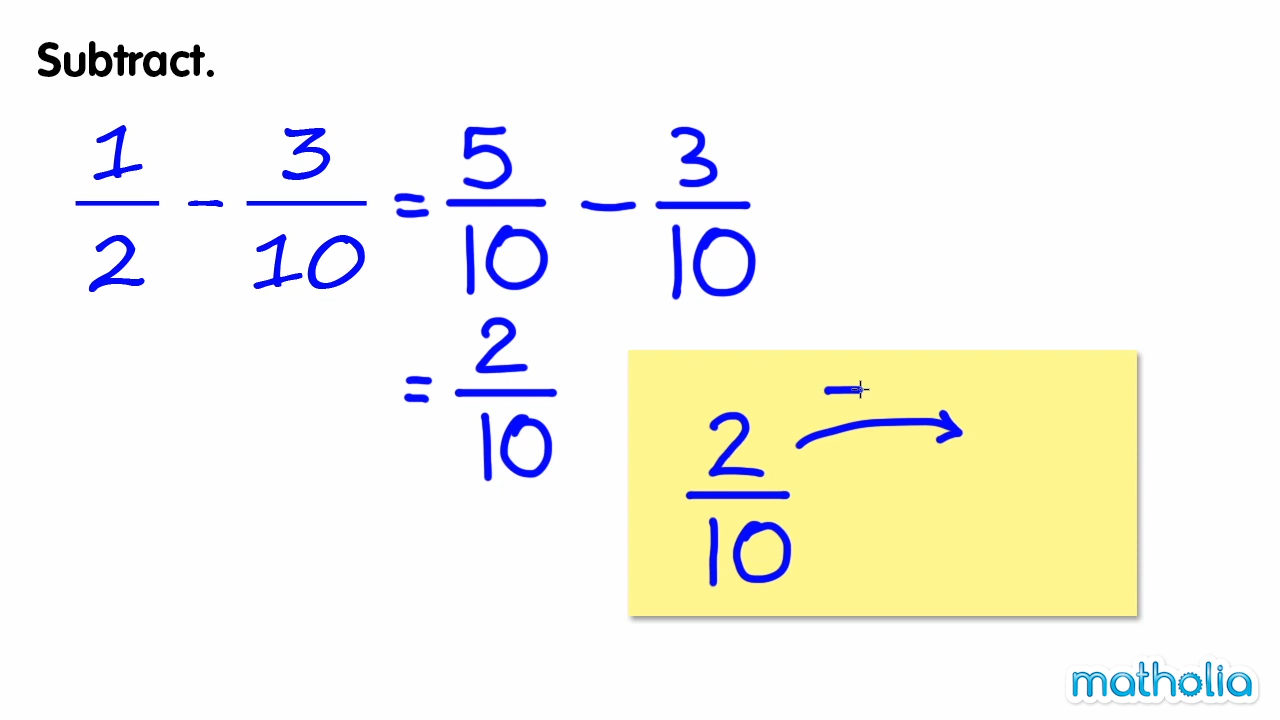 Subtract.
1/2 - 3/10 = 5/10 - 3/10
= 2/10
2/10
matholia